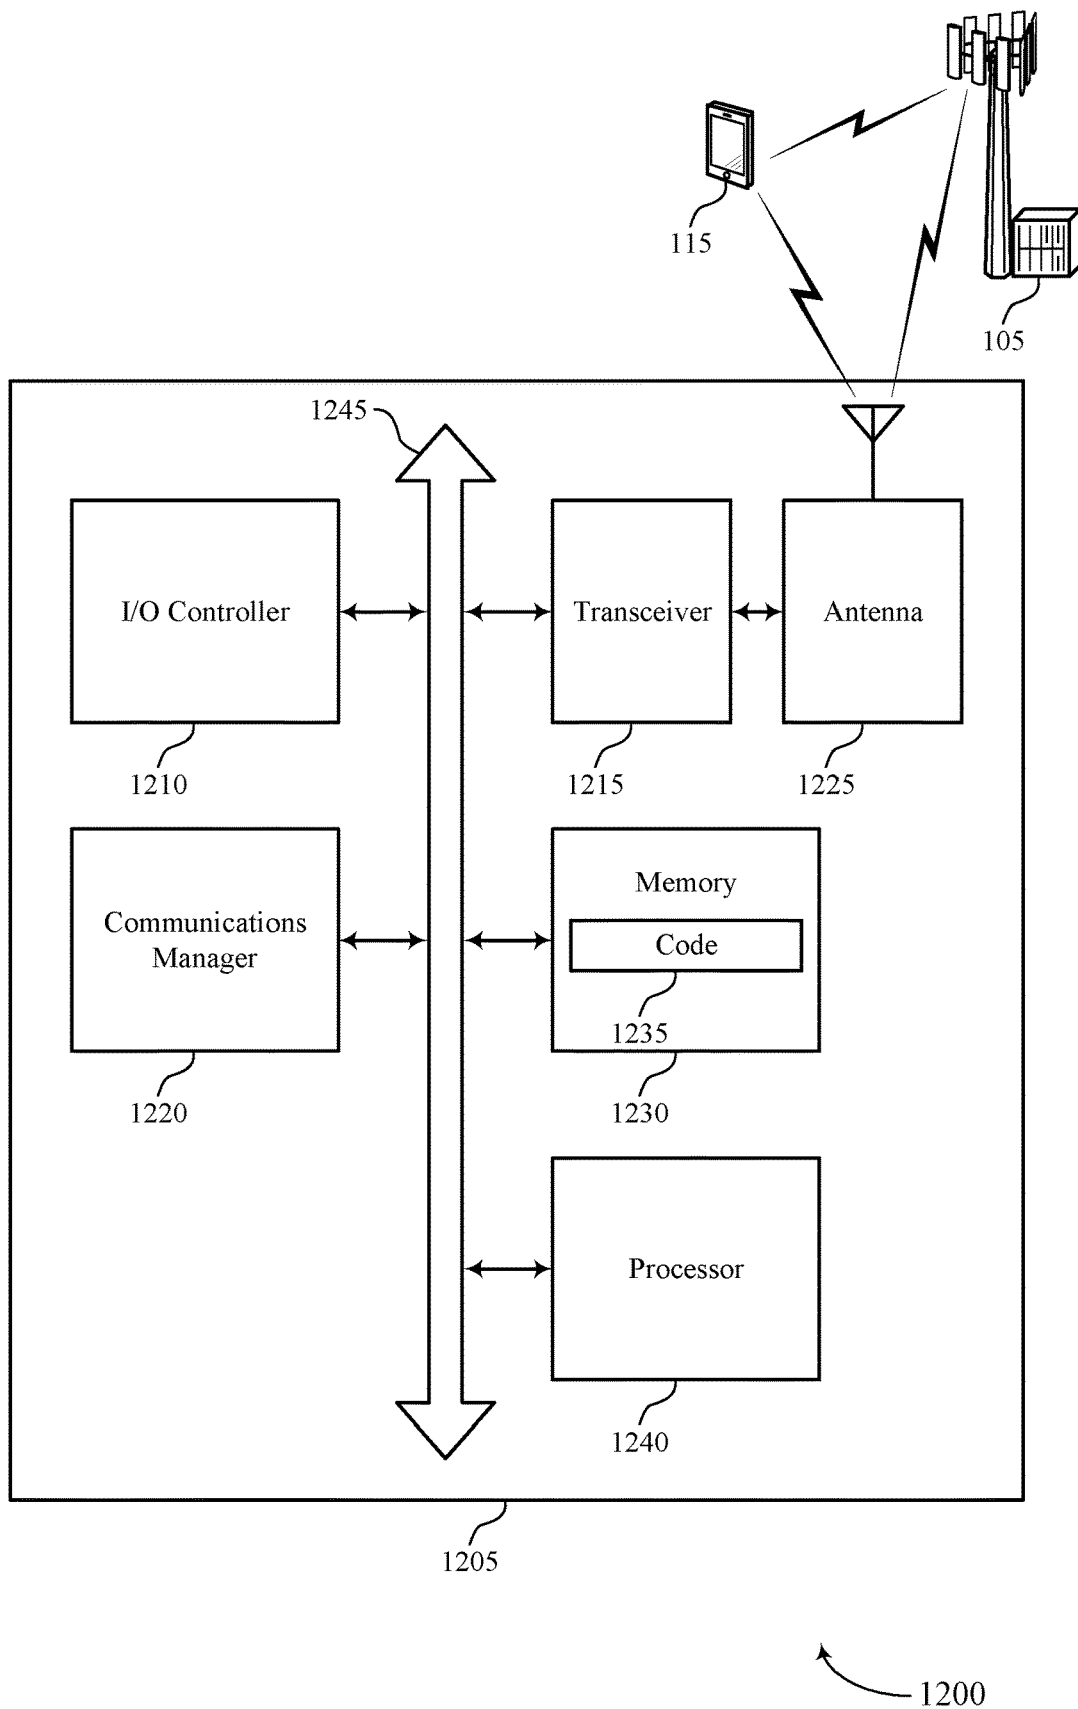 115
105
1245
I/O Controller
Transceiver
Antenna
1210
1215
1225
Communications
Manager
Memory
Code
1235
1220
1230
Processor
1240
1205
1200